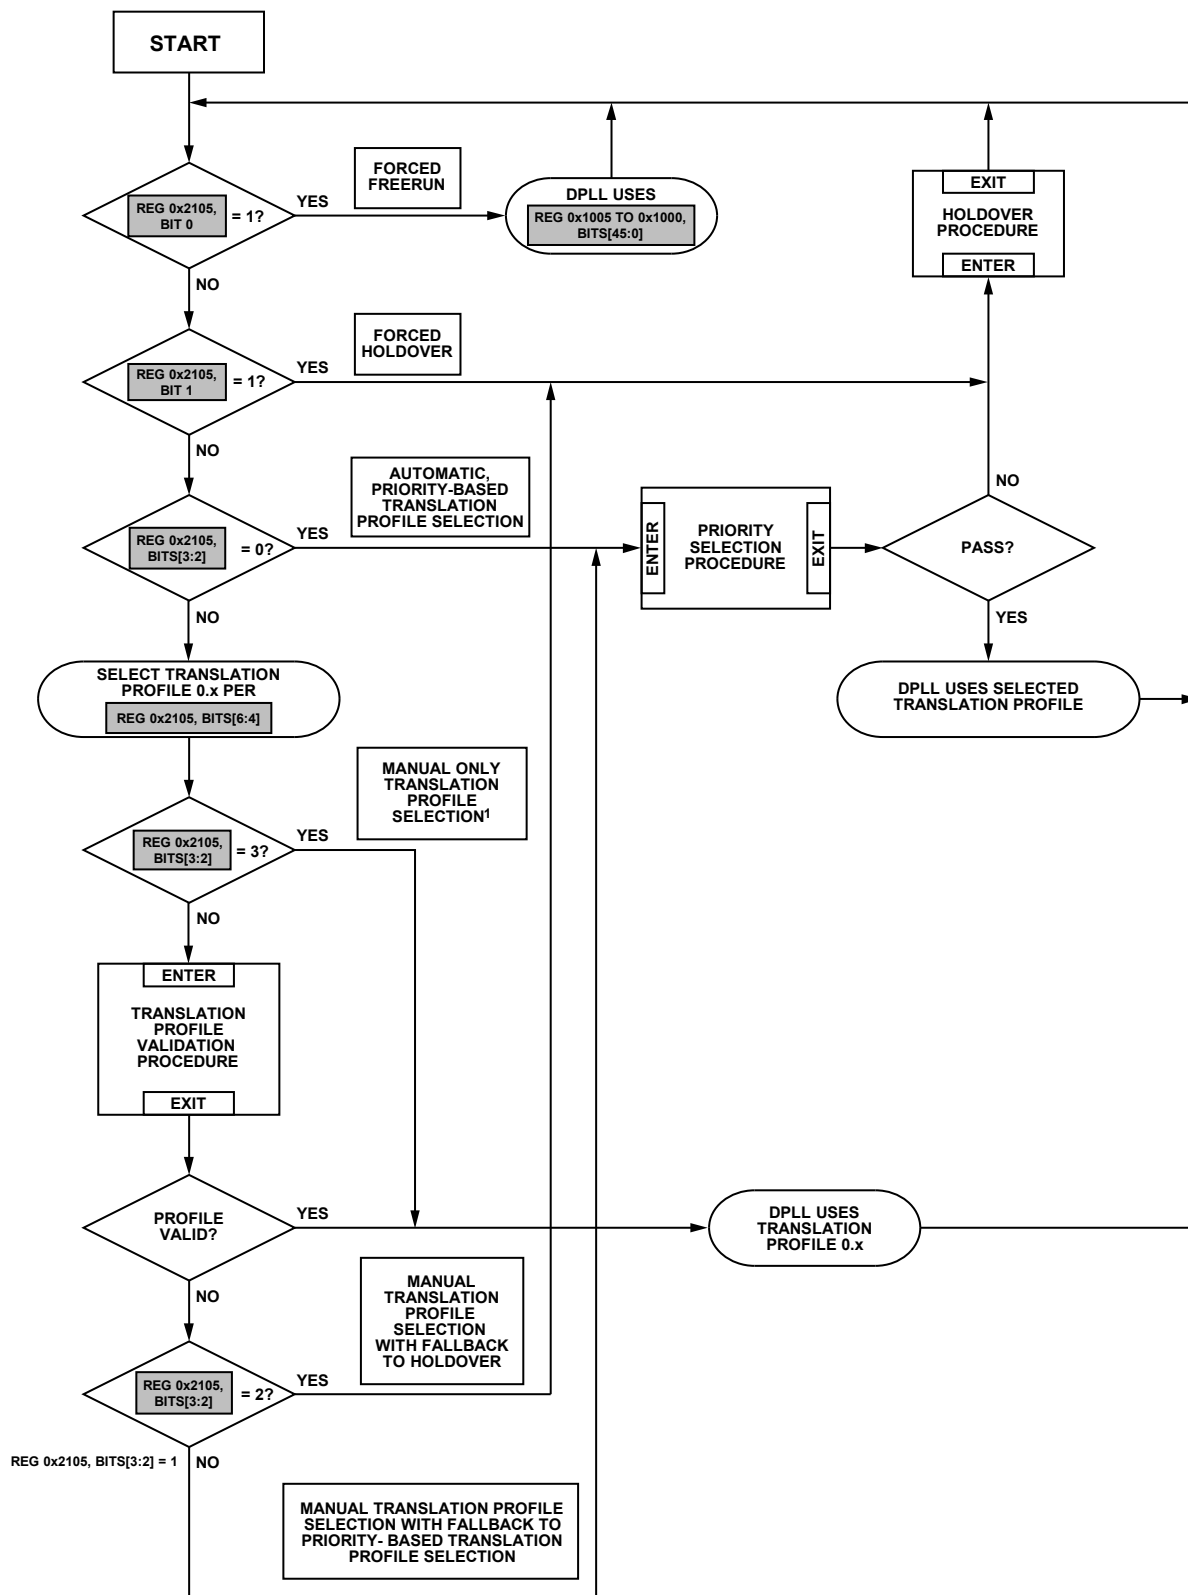 START
FORCED
FREERUN
EXIT
HOLDOVER
PROCEDURE
ENTER
DPLL USES
REG 0x1005 TO 0x1000,
BITS[45:0]
YES
REG 0x2105,
BIT 0
= 1?
NO
FORCED
HOLDOVER
YES
REG 0x2105,
BIT 1
= 1?
NO
AUTOMATIC,
PRIORITY-BASED
TRANSLATION
PROFILE SELECTION
NO
YES
REG 0x2105,
BITS[3:2]
= 0?
ENTER
PRIORITY
SELECTION
PROCEDURE
EXIT
PASS?
NO
YES
SELECT TRANSLATION
PROFILE 0.x PER
REG 0x2105, BITS[6:4]
DPLL USES SELECTED
TRANSLATION PROFILE
MANUAL ONLY
TRANSLATION
PROFILE
SELECTION¹
YES
REG 0x2105,
BITS[3:2]
= 3?
NO
ENTER
TRANSLATION
PROFILE
VALIDATION
PROCEDURE
EXIT
PROFILE
VALID?
YES
DPLL USES
TRANSLATION
PROFILE 0.x
NO
MANUAL
TRANSLATION
PROFILE
SELECTION
WITH FALLBACK
TO HOLDOVER
YES
REG 0x2105,
BITS[3:2]
= 2?
REG 0x2105, BITS[3:2] = 1
NO
MANUAL TRANSLATION PROFILE
SELECTION WITH FALLBACK TO
PRIORITY- BASED TRANSLATION
PROFILE SELECTION